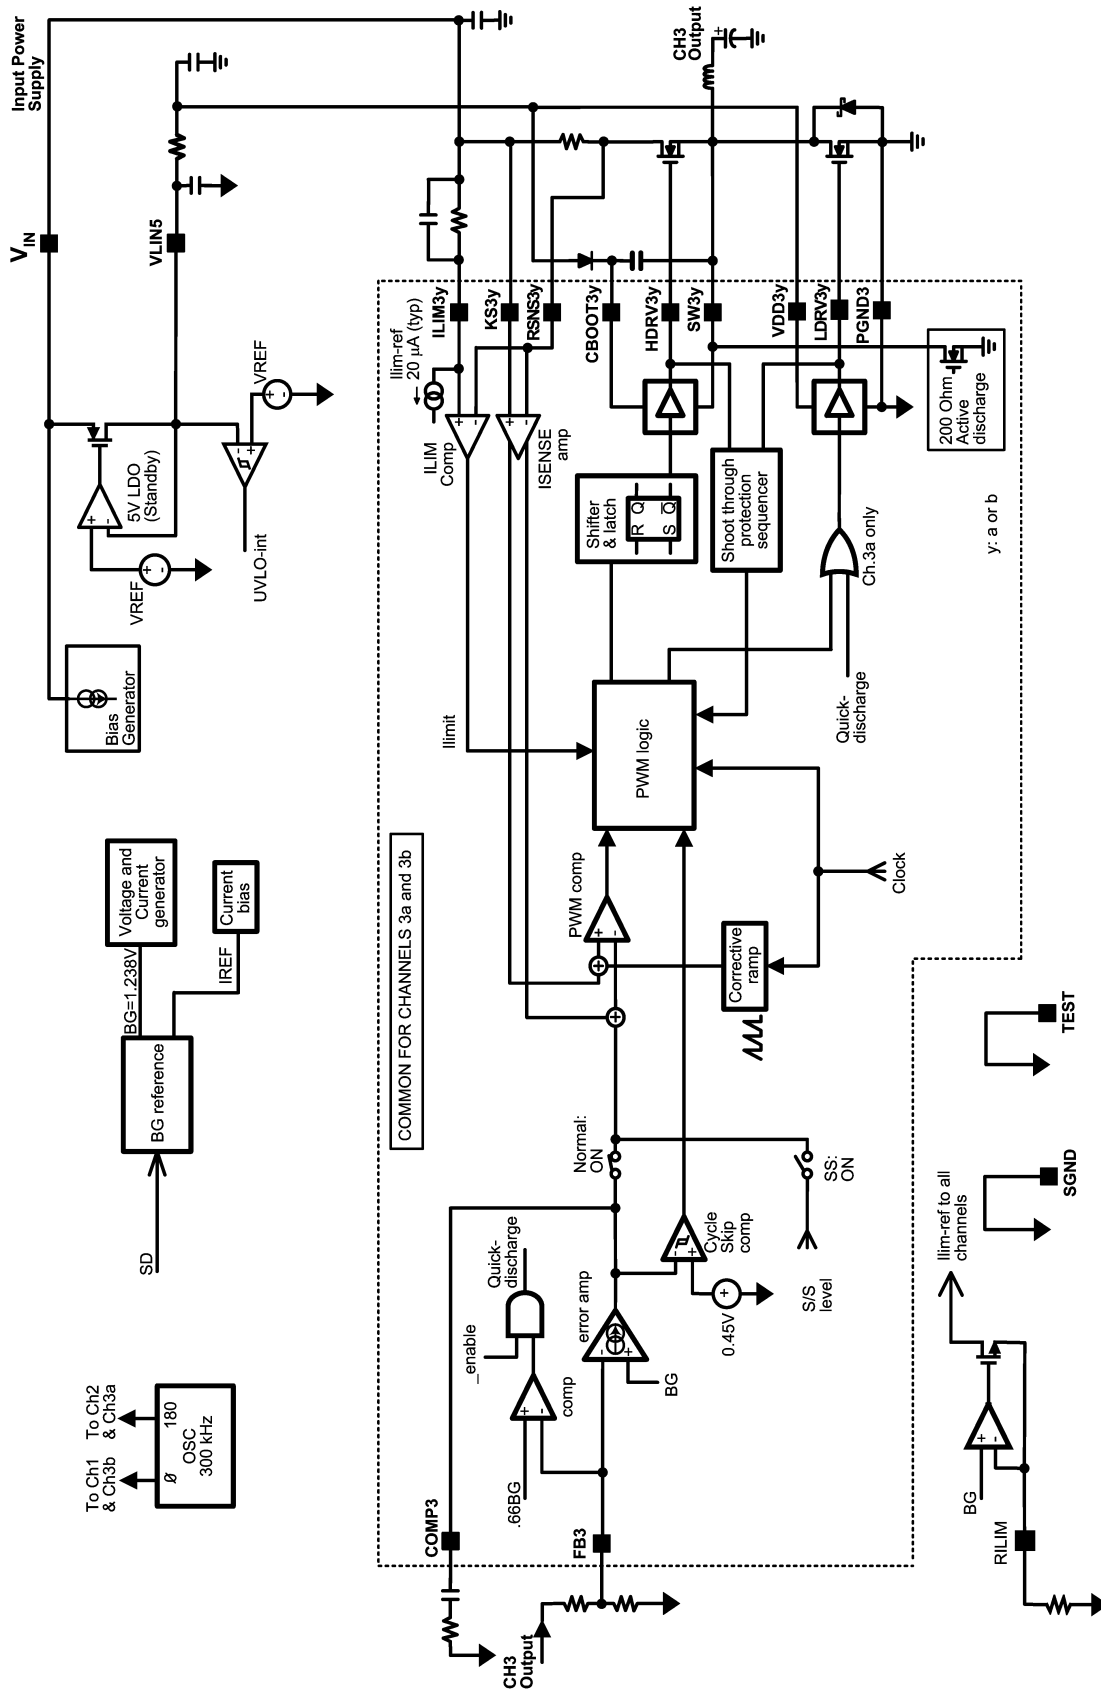 Input Power
Supply
VIN
VLIN5
VREF
+ -
5V LDO
(Standby)
+ -
VREF
+ -
UVLO-int
- +
Bias
Generator
Voltage and
Current
generator
Current
bias
BG=1.238V
IREF
BG reference
SD
To Ch1
& Ch3b
To Ch2
& Ch3a
Ø 180
OSC
300 kHz
CH3
Output
+
ILIM3y
KS3y
RSNS3y
CBOOT3y
HDRV3y
SW3y
VDD3y
LDRV3y
PGND3
Ilim-ref
20 µA (typ)
+ -
ILIM
Comp
+ -
ISENSE
amp
200 Ohm
Active
discharge
Shifter
& latch
R Q
S Q
Shoot through
protection
sequencer
Ch.3a only
y: a or b
Quick-
discharge
Ilimit
PWM logic
COMMON FOR CHANNELS 3a and 3b
PWM comp
+ -
+
+
Corrective
ramp
Clock
Normal:
ON
SS:
ON
S/S
level
Cycle
Skip
comp
- +
+
0.45V
Quick-
discharge
_enable
error amp
- +
BG
+ -
comp
.66BG
COMP3
FB3
CH3
Output
TEST
SGND
Ilim-ref to all
channels
+ -
BG
RILIM